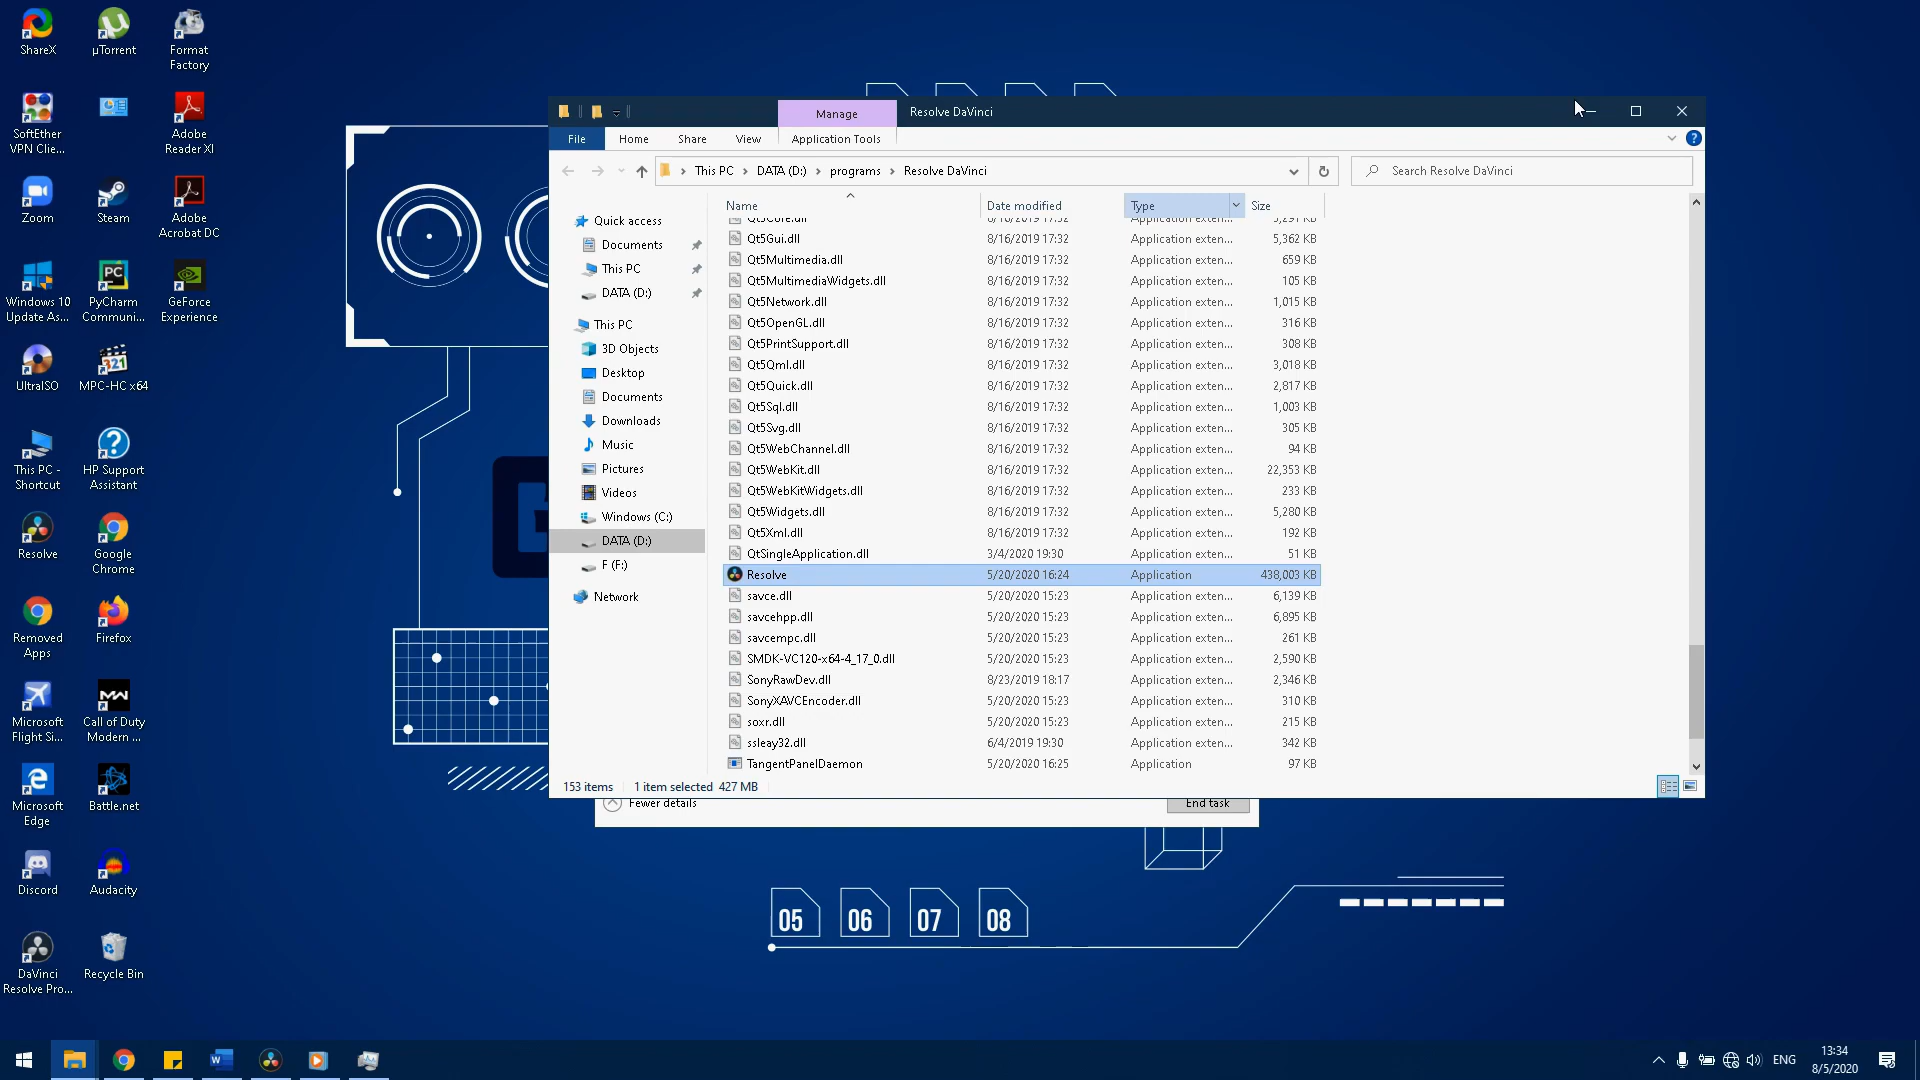 ShareX
µTorrent
Format
Factory
SoftEther
VPN Clie...
Adobe
Reader XI
Zoom
Steam
Adobe
Acrobat DC
Windows 10
Update As...
PyCharm
Communi...
GeForce
Experience
UltraISO
MPC-HC x64
This PC -
Shortcut
HP Support
Assistant
Resolve
Google
Chrome
Removed
Apps
Firefox
Microsoft
Flight Si...
Call of Duty
Modern ...
Microsoft
Edge
Battle.net
Discord
Audacity
DaVinci
Resolve Pro...
Recycle Bin
Manage
Resolve DaVinci
File
Home
Share
View
Application Tools
This PC
DATA (D:)
programs
Resolve DaVinci
Search Resolve DaVinci
Quick access
Documents
This PC
DATA (D:)
This PC
3D Objects
Desktop
Documents
Downloads
Music
Pictures
Videos
Windows (C:)
DATA (D:)
F (F:)
Network
Name Date modified Type Size
Qt5Core.dll 8/16/2019 17:32 Application exten... 5,291 KB
Qt5Gui.dll 8/16/2019 17:32 Application exten... 5,362 KB
Qt5Multimedia.dll 8/16/2019 17:32 Application exten... 659 KB
Qt5MultimediaWidgets.dll 8/16/2019 17:32 Application exten... 105 KB
Qt5Network.dll 8/16/2019 17:32 Application exten... 1,015 KB
Qt5OpenGL.dll 8/16/2019 17:32 Application exten... 316 KB
Qt5PrintSupport.dll 8/16/2019 17:32 Application exten... 308 KB
Qt5Qml.dll 8/16/2019 17:32 Application exten... 3,018 KB
Qt5Quick.dll 8/16/2019 17:32 Application exten... 2,817 KB
Qt5Sql.dll 8/16/2019 17:32 Application exten... 1,003 KB
Qt5Svg.dll 8/16/2019 17:32 Application exten... 305 KB
Qt5WebChannel.dll 8/16/2019 17:32 Application exten... 94 KB
Qt5WebKit.dll 8/16/2019 17:32 Application exten... 22,353 KB
Qt5WebKitWidgets.dll 8/16/2019 17:32 Application exten... 233 KB
Qt5Widgets.dll 8/16/2019 17:32 Application exten... 5,280 KB
Qt5Xml.dll 8/16/2019 17:32 Application exten... 192 KB
QtSingleApplication.dll 3/4/2020 19:30 Application exten... 51 KB
Resolve 5/20/2020 16:24 Application 438,003 KB
savce.dll 5/20/2020 15:23 Application exten... 6,139 KB
savcehpp.dll 5/20/2020 15:23 Application exten... 6,895 KB
savcempc.dll 5/20/2020 15:23 Application exten... 261 KB
SMDK-VC120-x64-4_17_0.dll 5/20/2020 15:23 Application exten... 2,590 KB
SonyRawDev.dll 8/23/2019 18:17 Application exten... 2,346 KB
SonyXAVCEncoder.dll 5/20/2020 15:23 Application exten... 310 KB
soxr.dll 5/20/2020 15:23 Application exten... 215 KB
ssleay32.dll 6/4/2019 19:30 Application exten... 342 KB
TangentPanelDaemon 5/20/2020 16:25 Application 97 KB
153 items 1 item selected 427 MB
Fewer details
End task
05 06 07 08
ENG
13:34
8/5/2020